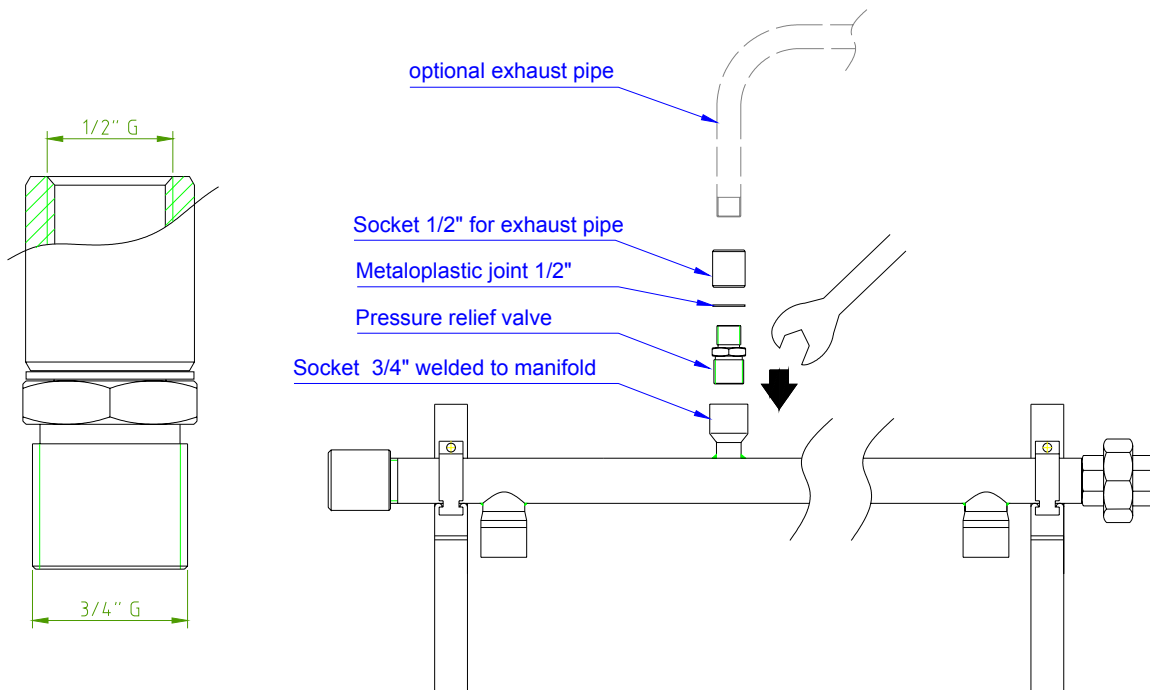 optional exhaust pipe
1/2" G
Socket 1/2" for exhaust pipe
Metaloplastic joint 1/2"
Pressure relief valve
Socket 3/4" welded to manifold
3/4" G